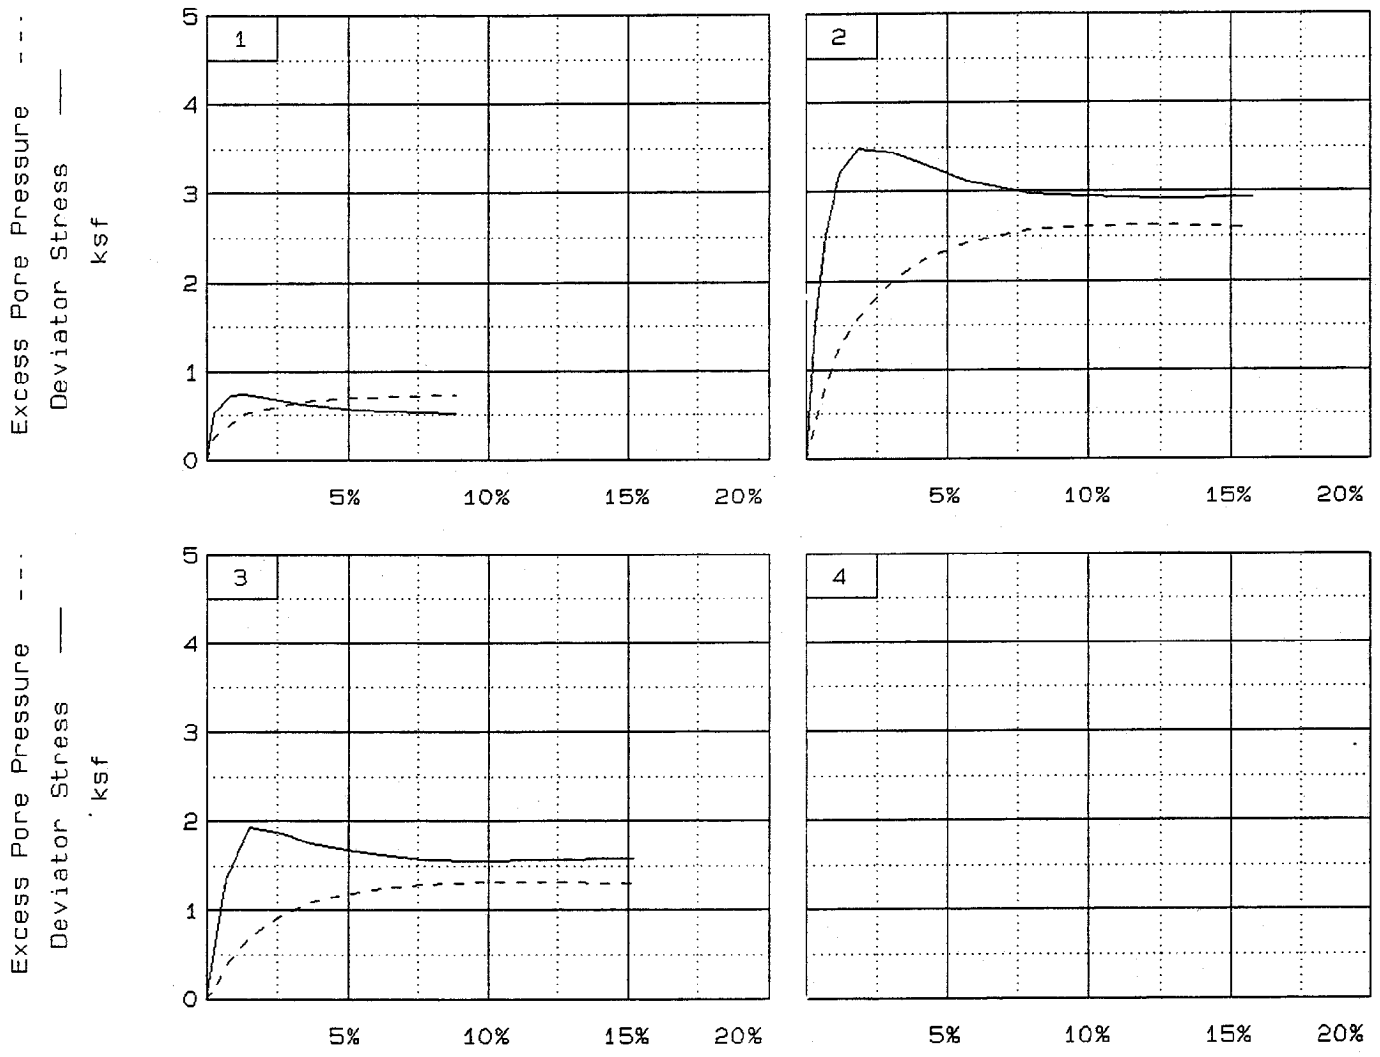 Excess Pore Pressure ---
Deviator Stress ——
ksf
5
4
3
2
1
0
1
5% 10% 15% 20%
2
5% 10% 15% 20%
Excess Pore Pressure ---
Deviator Stress ——
ksf
5
4
3
2
1
0
3
5% 10% 15% 20%
4
5% 10% 15% 20%